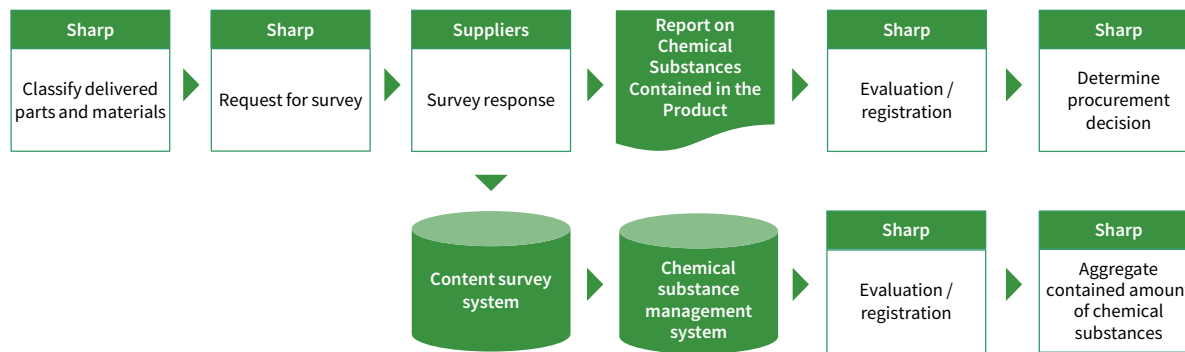 Sharp
Classify delivered
parts and materials
Sharp
Request for survey
Suppliers
Survey response
Report on
Chemical
Substances
Contained in the
Product
Sharp
Evaluation /
registration
Sharp
Determine
procurement
decision
Content survey
system
Chemical
substance
management
system
Sharp
Evaluation /
registration
Sharp
Aggregate
contained amount
of chemical
substances